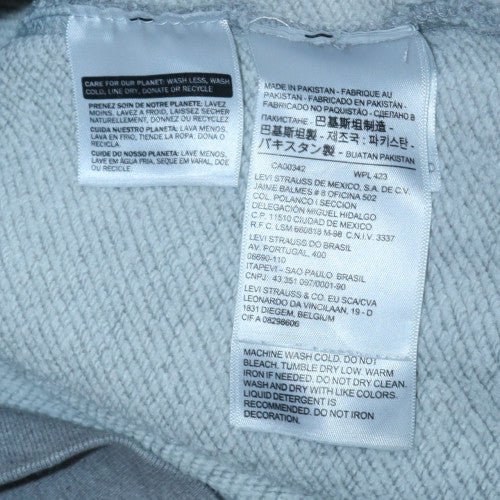 CARE FOR OUR PLANET: WASH LESS, WASH
COLD, LINE DRY, DONATE OR RECYCLE
PRENEZ SOIN DE NOTRE PLANETE: LAVEZ
MOINS, LAVEZ A FROID, LAISSEZ SECHER
NATURELLEMENT, DONNEZ OU RECYCLEZ
CUIDA NUESTRO PLANETA: LAVA MENOS,
LAVA EN FRIO, TIENDE LA ROPA, DONA O
RECICLA
CUIDE DO NOSSO PLANETA: LAVE MENOS,
LAVE EM ÁGUA FRIA, SEQUE EM VARAL, DOE
OU RECICLE
MADE IN PAKISTAN - FABRIQUE AU
PAKISTAN - FABRICADO EN PAKISTÁN-
FABRICADO NO PAQUISTÃO - СДЕЛАНО В
ПАКИСТАНЕ - 巴基斯坦制造 -
巴基斯坦製 - 제조국 : 파키스탄 -
パキスタン製 - BUATAN PAKISTAN
CA00342 WPL 423
LEVI STRAUSS DE MEXICO, S.A. DE C.V.
JAIME BALMES # 8 OFICINA 502
COL. POLANCO I SECCION
DELEGACIÓN MIGUEL HIDALGO
C.P. 11510 CIUDAD DE MEXICO
R.F.C. LSM 680818 M-98 C.N.I.V. 3337
LEVI STRAUSS DO BRASIL
AV PORTUGAL, 400
06690-110
ITAPEVI - SAO PAULO BRASIL
CNPJ: 43.351.097/0001-90
LEVI STRAUSS & CO. EU SCA/CVA
LEONARDO DA VINCILAAN, 19 - D
1831 DIEGEM, BELGIUM
CIF A 08298606
MACHINE WASH COLD. DO NOT
BLEACH. TUMBLE DRY LOW. WARM
IRON IF NEEDED. DO NOT DRY CLEAN.
WASH AND DRY WITH LIKE COLORS.
LIQUID DETERGENT IS
RECOMMENDED. DO NOT IRON
DECORATION.